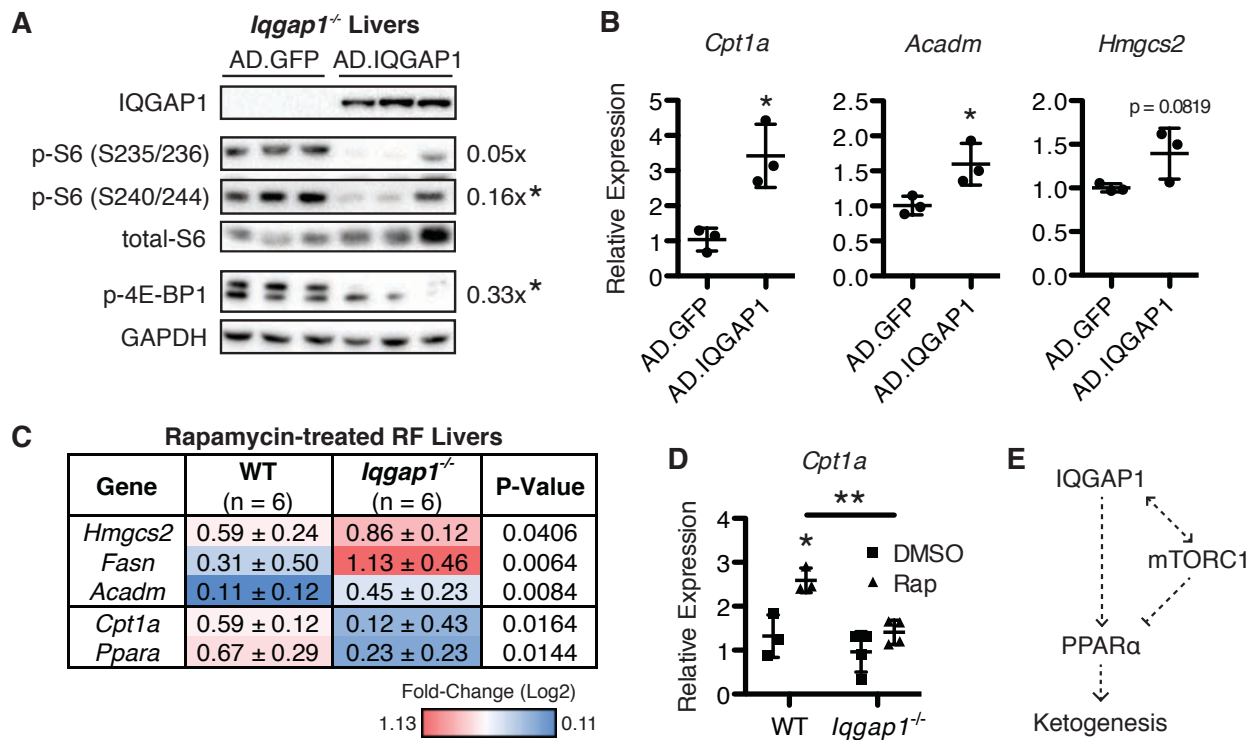 A
Iqgap1-/- Livers
AD.GFP AD.IQGAP1
IQGAP1
p-S6 (S235/236) 0.05x
p-S6 (S240/244) 0.16x*
total-S6
p-4E-BP1 0.33x*
GAPDH
B
Cpt1a Acadm Hmgcs2
Relative Expression
5
4
3
2
1
0
*
AD.GFP
AD.IQGAP1
2.5
2.0
1.5
1.0
0.5
0.0
*
AD.GFP
AD.IQGAP1
2.0
1.5
1.0
0.5
0.0
p = 0.0819
AD.GFP
AD.IQGAP1
C
Rapamycin-treated RF Livers
Gene WT (n = 6) Iqgap1-/- (n = 6) P-Value
Hmgcs2 0.59 ± 0.24 0.86 ± 0.12 0.0406
Fasn 0.31 ± 0.50 1.13 ± 0.46 0.0064
Acadm 0.11 ± 0.12 0.45 ± 0.23 0.0084
Cpt1a 0.59 ± 0.12 0.12 ± 0.43 0.0164
Ppara 0.67 ± 0.29 0.23 ± 0.23 0.0144
Fold-Change (Log2)
1.13 0.11
D
Cpt1a
Relative Expression
4
3
2
1
0
**
*
DMSO
Rap
WT Iqgap1-/-
E
IQGAP1
mTORC1
PPARα
Ketogenesis